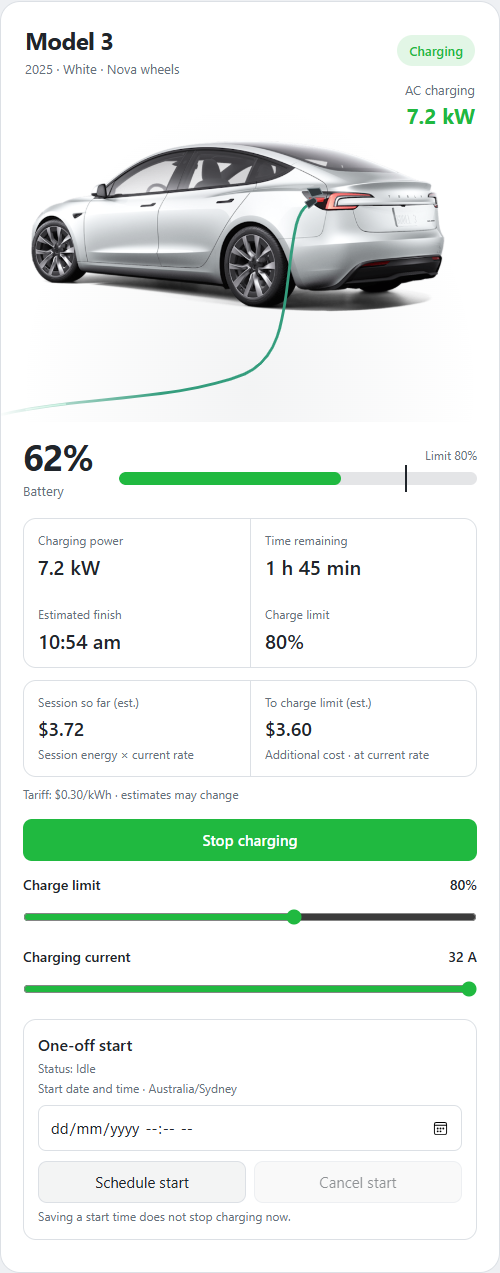 Model 3
2025 · White · Nova wheels
Charging
AC charging
7.2 kW
62%
Battery
Limit 80%
Charging power
7.2 kW
Time remaining
1 h 45 min
Estimated finish
10:54 am
Charge limit
80%
Session so far (est.)
$3.72
Session energy × current rate
To charge limit (est.)
$3.60
Additional cost · at current rate
Tariff: $0.30/kWh · estimates may change
Stop charging
Charge limit 80%
Charging current 32 A
One-off start
Status: Idle
Start date and time · Australia/Sydney
dd/mm/yyyy --:-- --
Schedule start
Cancel start
Saving a start time does not stop charging now.